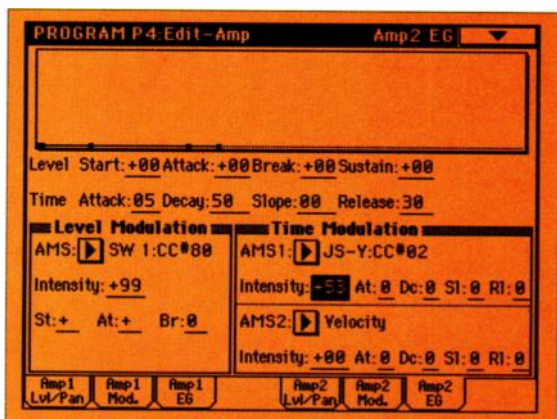 PROGRAM P4:Edit-Amp Amp2 EG
Level Start:+00 Attack:+00 Break:+00 Sustain:+00
Time Attack:05 Decay:50 Slope:00 Release:30
Level Modulation
AMS: SW 1:CC#80
Intensity:+99
St:+ At:+ Br:0
Time Modulation
AMS1: JS-Y:CC#02
Intensity:+53 At:0 Dc:0 Sl:0 Rl:0
AMS2: Velocity
Intensity:+00 At:0 Dc:0 Sl:0 Rl:0
Amp1 Lvl/Pan Amp1 Mod. Amp1 EG Amp2 Lvl/Pan Amp2 Mod. Amp2 EG